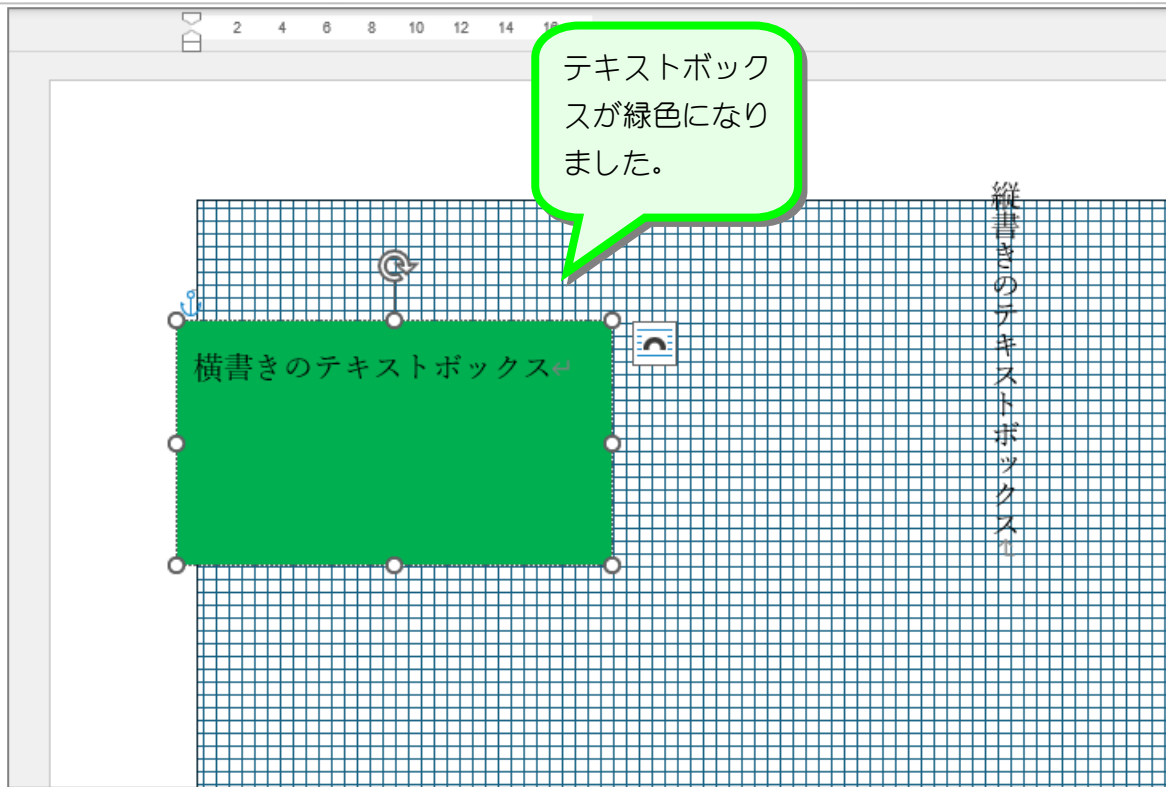 2 4 6 8 10 12 14
テキストボック
スが緑色になり
ました。
横書きのテキストボックス↵
縦書きのテキストボックス